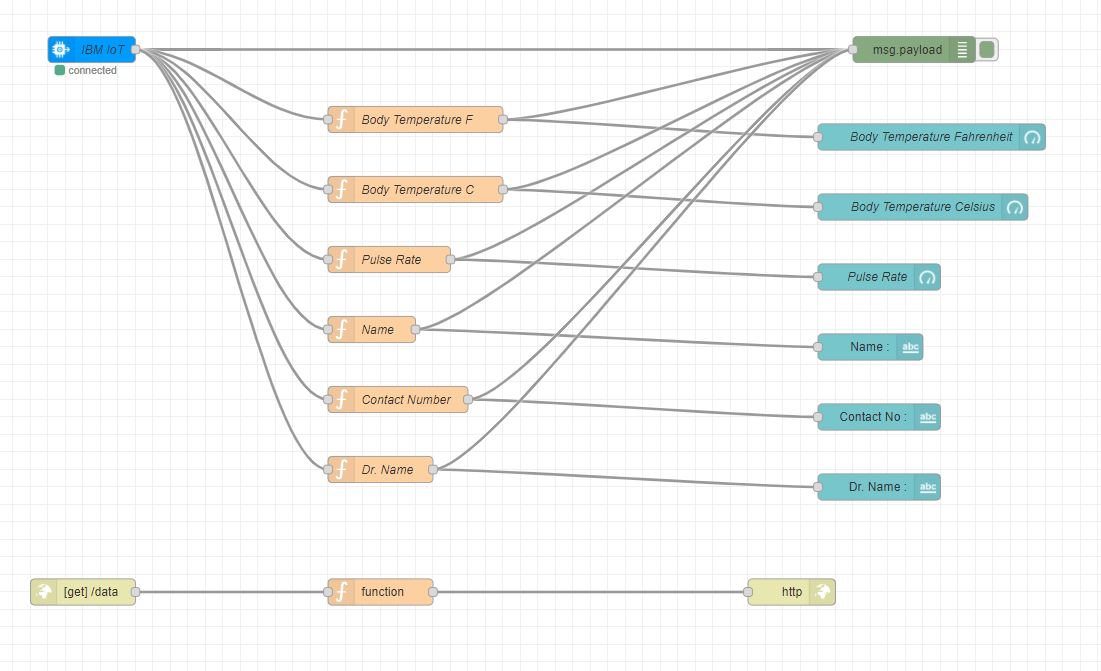 IBM IoT
connected
msg.payload
Body Temperature F
Body Temperature Fahrenheit
Body Temperature C
Body Temperature Celsius
Pulse Rate
Pulse Rate
Name
Name :
abc
Contact Number
Contact No :
abc
Dr. Name
Dr. Name :
abc
[get] /data
function
http